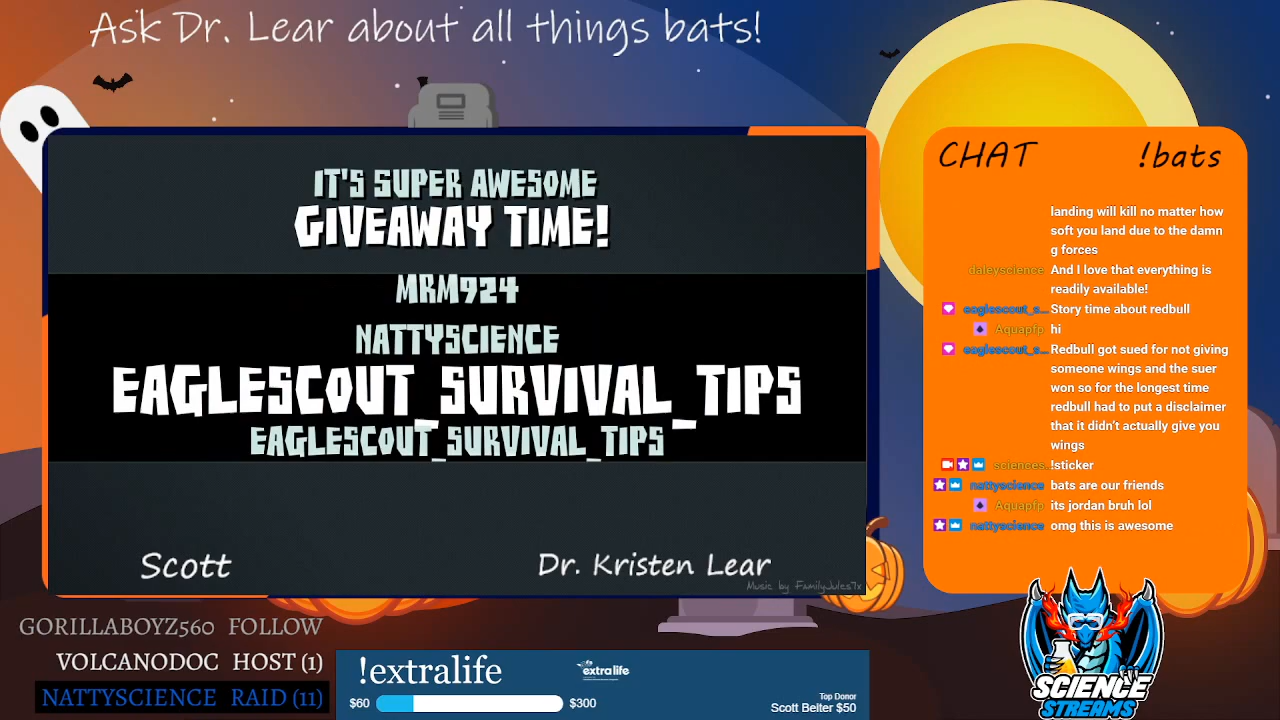 Ask Dr. Lear about all things bats!
IT'S SUPER AWESOME
GIVEAWAY TIME!
MRM924
NATTYSCIENCE
EAGLESCOUT_SURVIVAL_TIPS
EAGLESCOUT_SURVIVAL_TIPS
Scott
Dr. Kristen Lear
Music by FamilyJules7x
CHAT !bats
landing will kill no matter how
soft you land due to the damn
g forces
daleyscience And I love that everything is
readily available!
eaglescout_s... Story time about redbull
Aquapfp hi
eaglescout_s... Redbull got sued for not giving
someone wings and the suer
won so for the longest time
redbull had to put a disclaimer
that it didn't actually give you
wings
sciences... !sticker
nattyscience bats are our friends
Aquapfp its jordan bruh lol
nattyscience omg this is awesome
GORILLABOYZ560 FOLLOW
VOLCANODOC HOST (1)
NATTYSCIENCE RAID (11)
!extralife
extralife
$60 $300
Top Donor
Scott Belter $50
SCIENCE
STREAMS